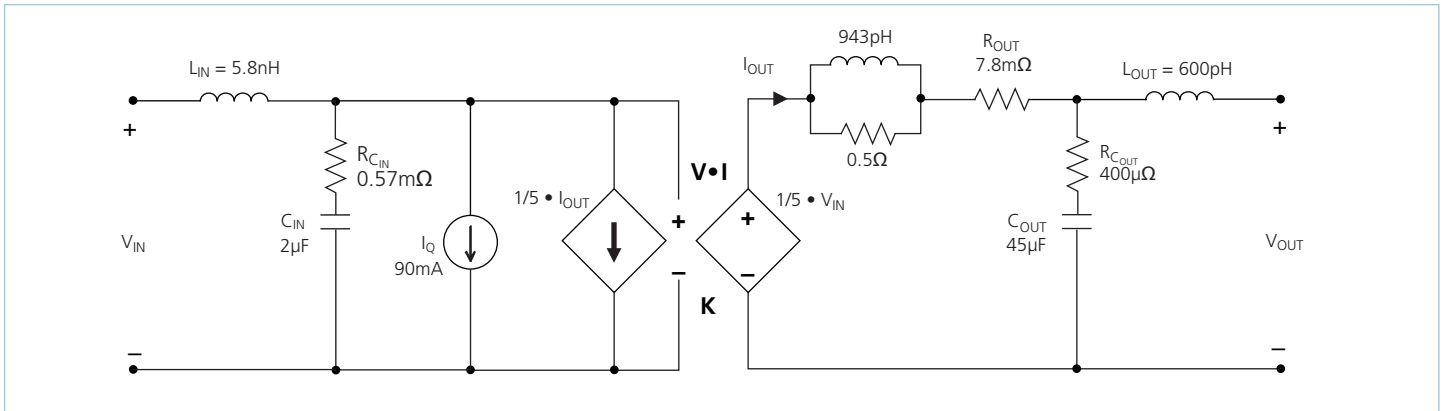 L_IN = 5.8nH
+
R_C_IN
0.57mΩ
C_IN
2µF
V_IN
I_Q
90mA
1/5 • I_OUT
–
V•I
+
–
K
+
–
1/5 • V_IN
I_OUT
943pH
0.5Ω
R_OUT
7.8mΩ
L_OUT = 600pH
R_C_OUT
400µΩ
C_OUT
45µF
+
V_OUT
–